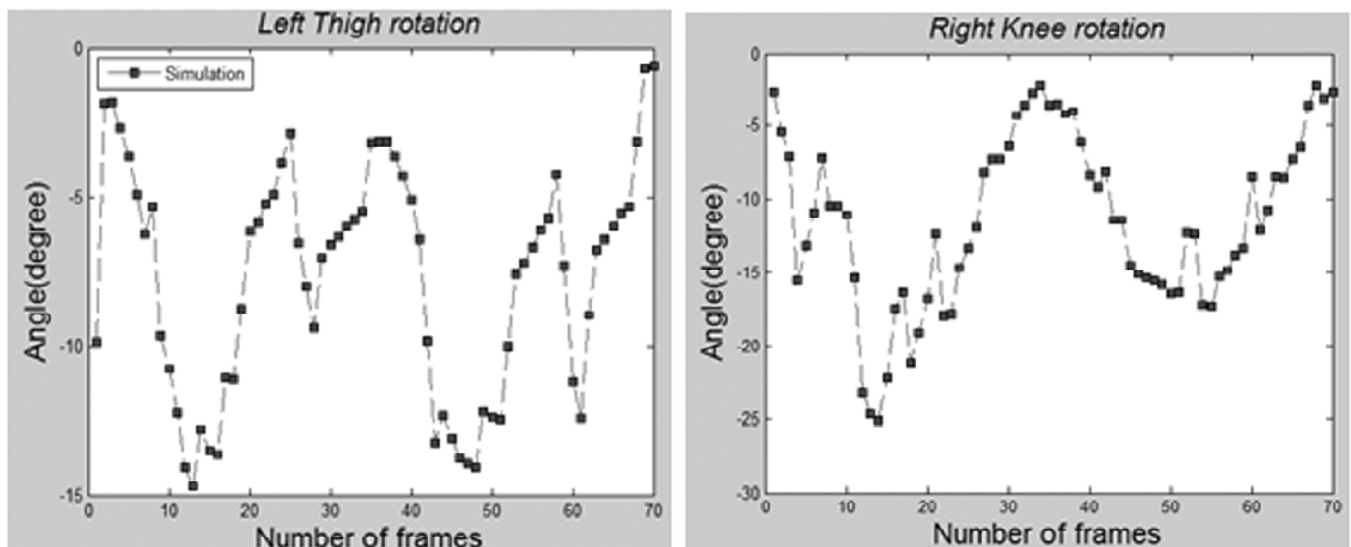 Left Thigh rotation
Simulation
0
-5
-10
-15
Angle(degree)
0 10 20 30 40 50 60 70
Number of frames
Right Knee rotation
0
-5
-10
-15
-20
-25
-30
Angle(degree)
0 10 20 30 40 50 60 70
Number of frames